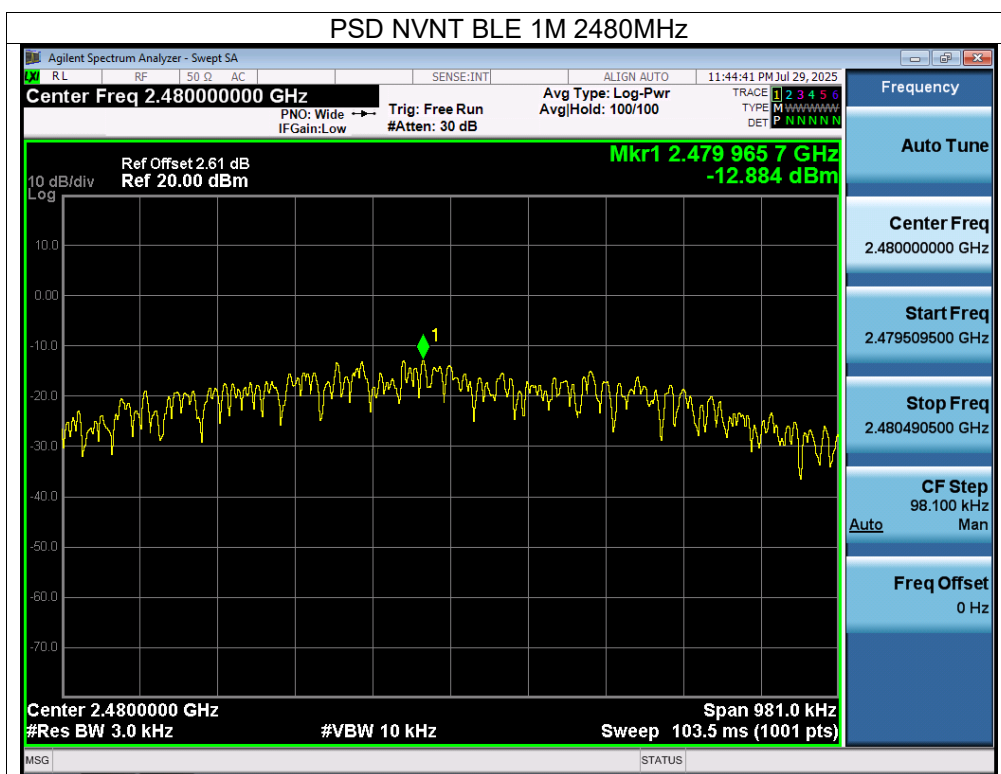 PSD NVNT BLE 1M 2480MHz
Agilent Spectrum Analyzer - Swept SA
LXI RL RF 50 Ω AC SENSE:INT ALIGN AUTO 11:44:41 PM Jul 29, 2025
Center Freq 2.480000000 GHz
PNO: Wide
IFGain:Low
Trig: Free Run
#Atten: 30 dB
Avg Type: Log-Pwr
Avg|Hold: 100/100
TRACE 1 2 3 4 5 6
TYPE M WWWWW
DET P N N N N N
Ref Offset 2.61 dB
Ref 20.00 dBm
10 dB/div
Log
Mkr1 2.479 965 7 GHz
-12.884 dBm
10.0
0.00
-10.0
-20.0
-30.0
-40.0
-50.0
-60.0
-70.0
1
Center 2.4800000 GHz
Span 981.0 kHz
#Res BW 3.0 kHz
#VBW 10 kHz
Sweep 103.5 ms (1001 pts)
MSG
STATUS
Frequency
Auto Tune
Center Freq
2.480000000 GHz
Start Freq
2.479509500 GHz
Stop Freq
2.480490500 GHz
CF Step
98.100 kHz
Auto Man
Freq Offset
0 Hz